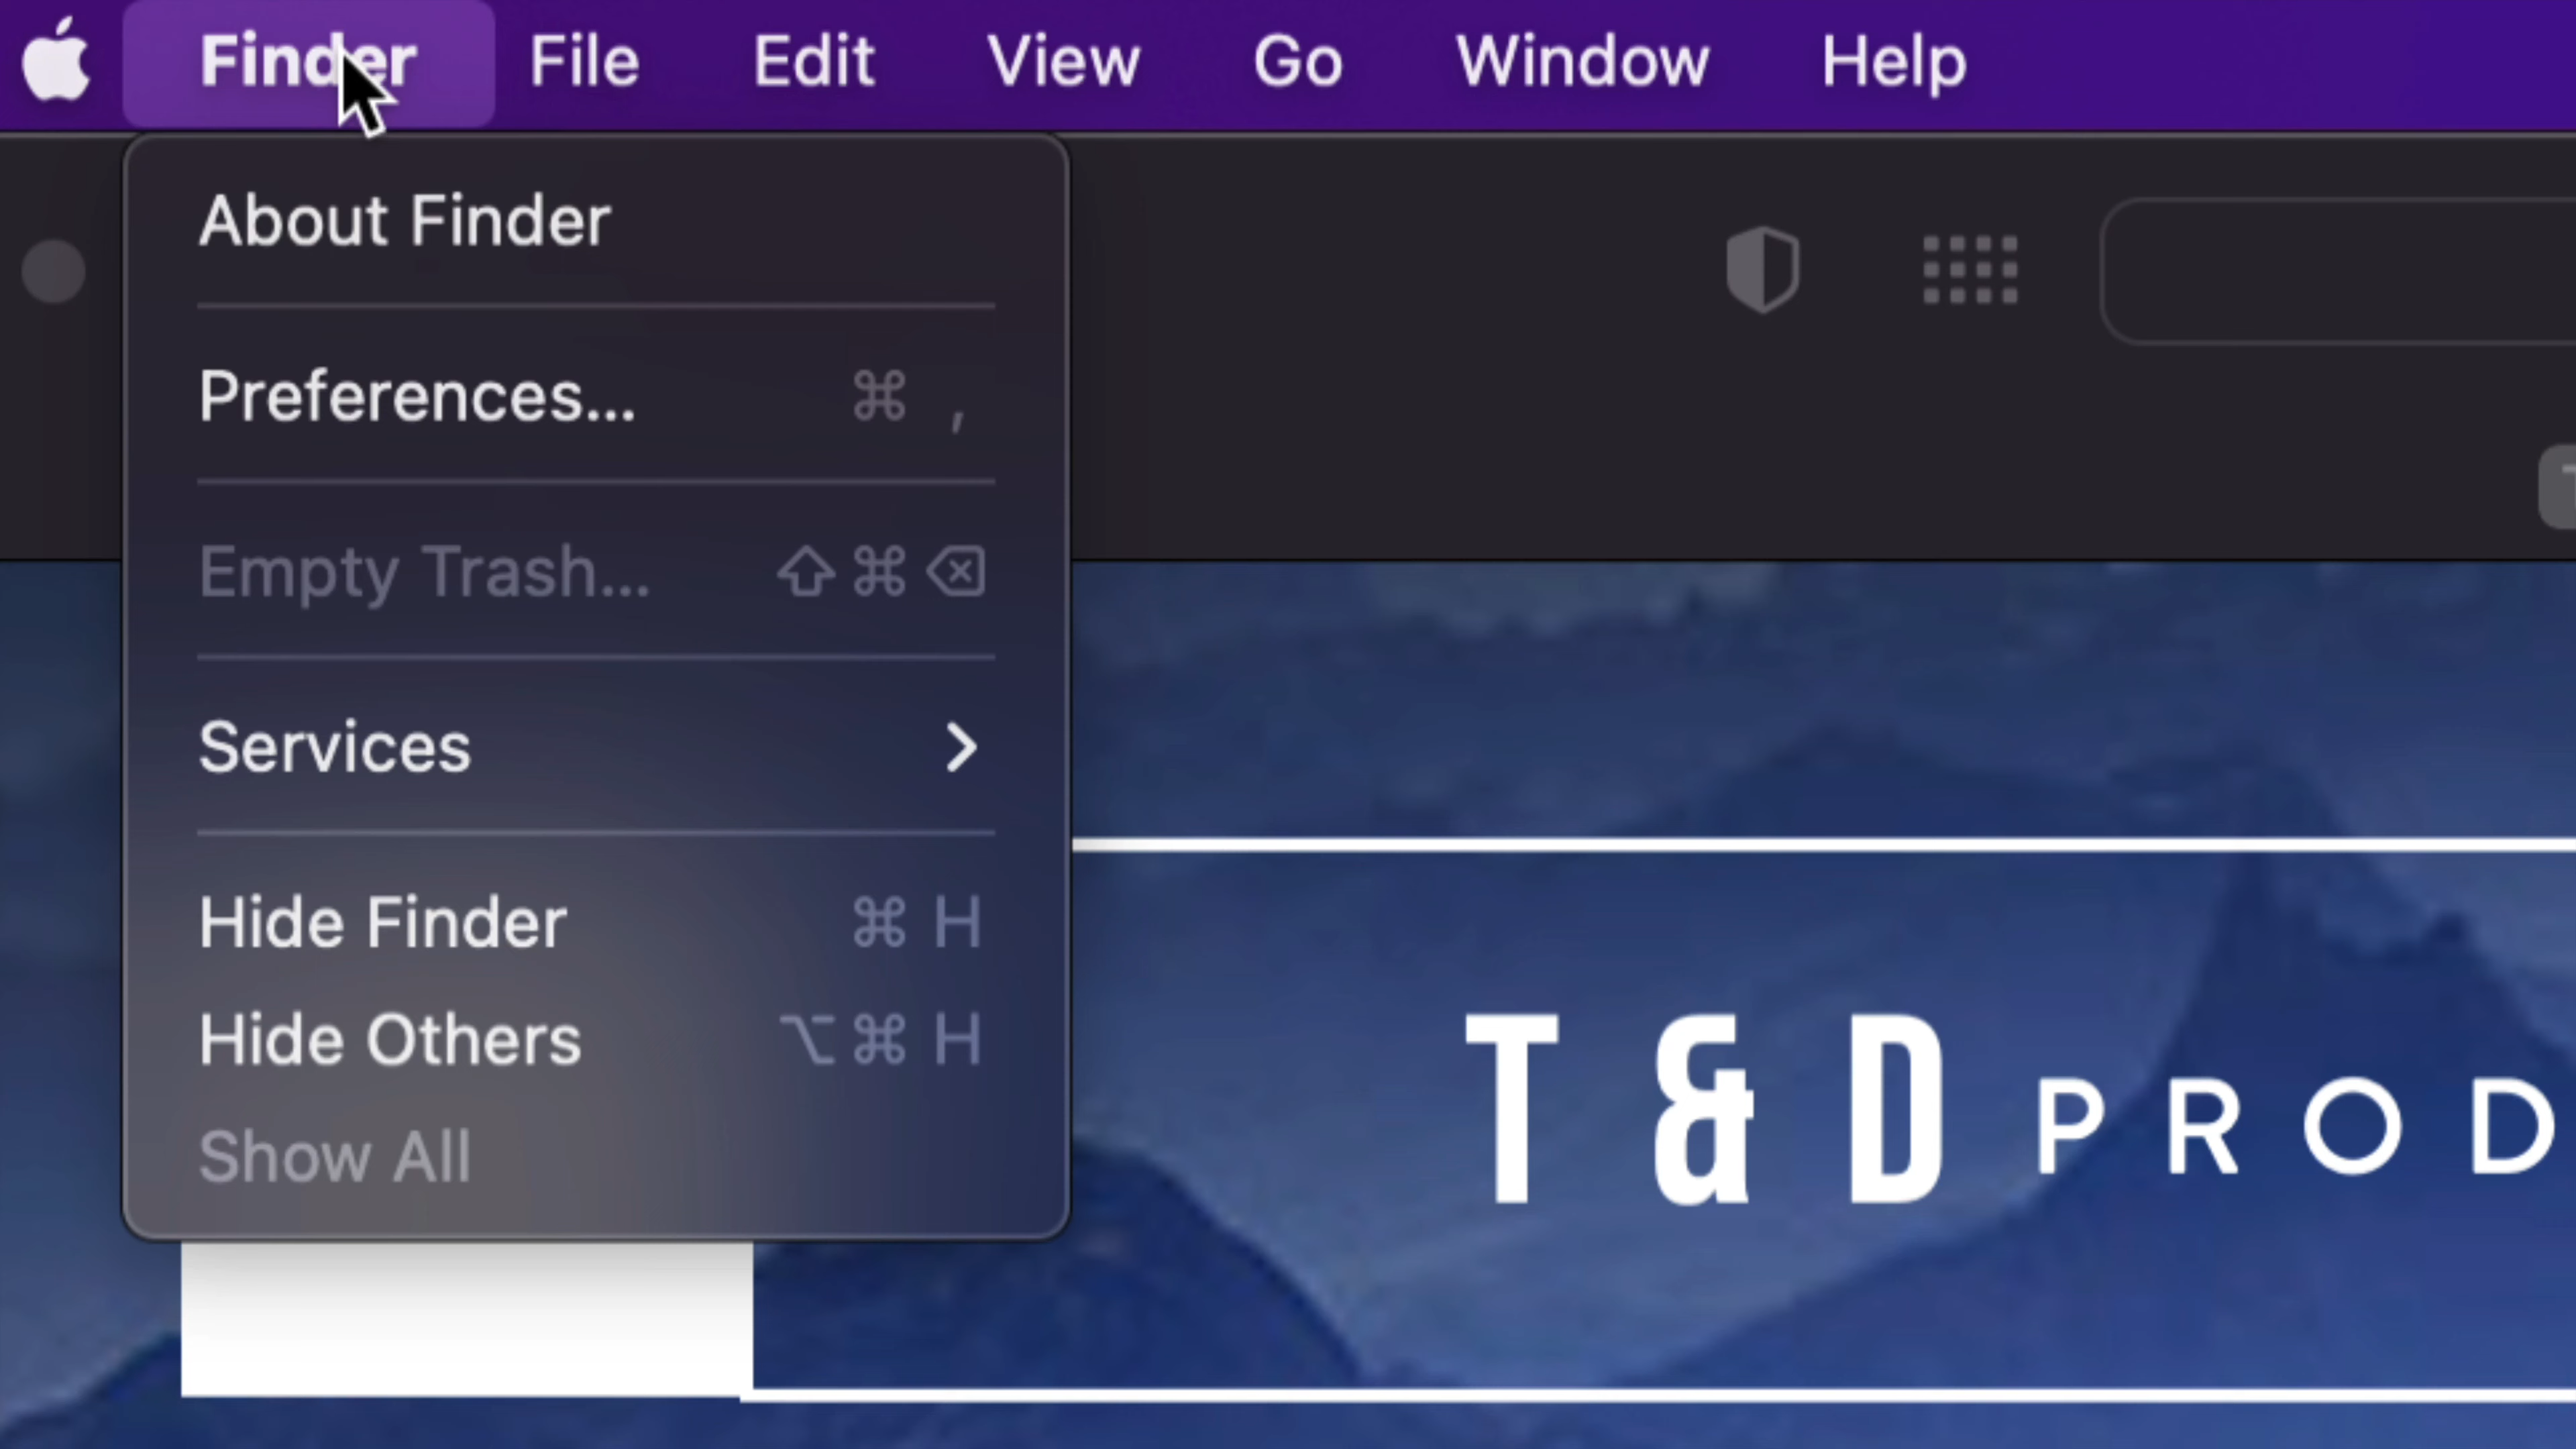 Finder File Edit View Go Window Help
About Finder
Preferences... ⌘ ,
Empty Trash... ⇧⌘⌫
Services
Hide Finder ⌘ H
Hide Others ⌥⌘ H
Show All
T & D PROD